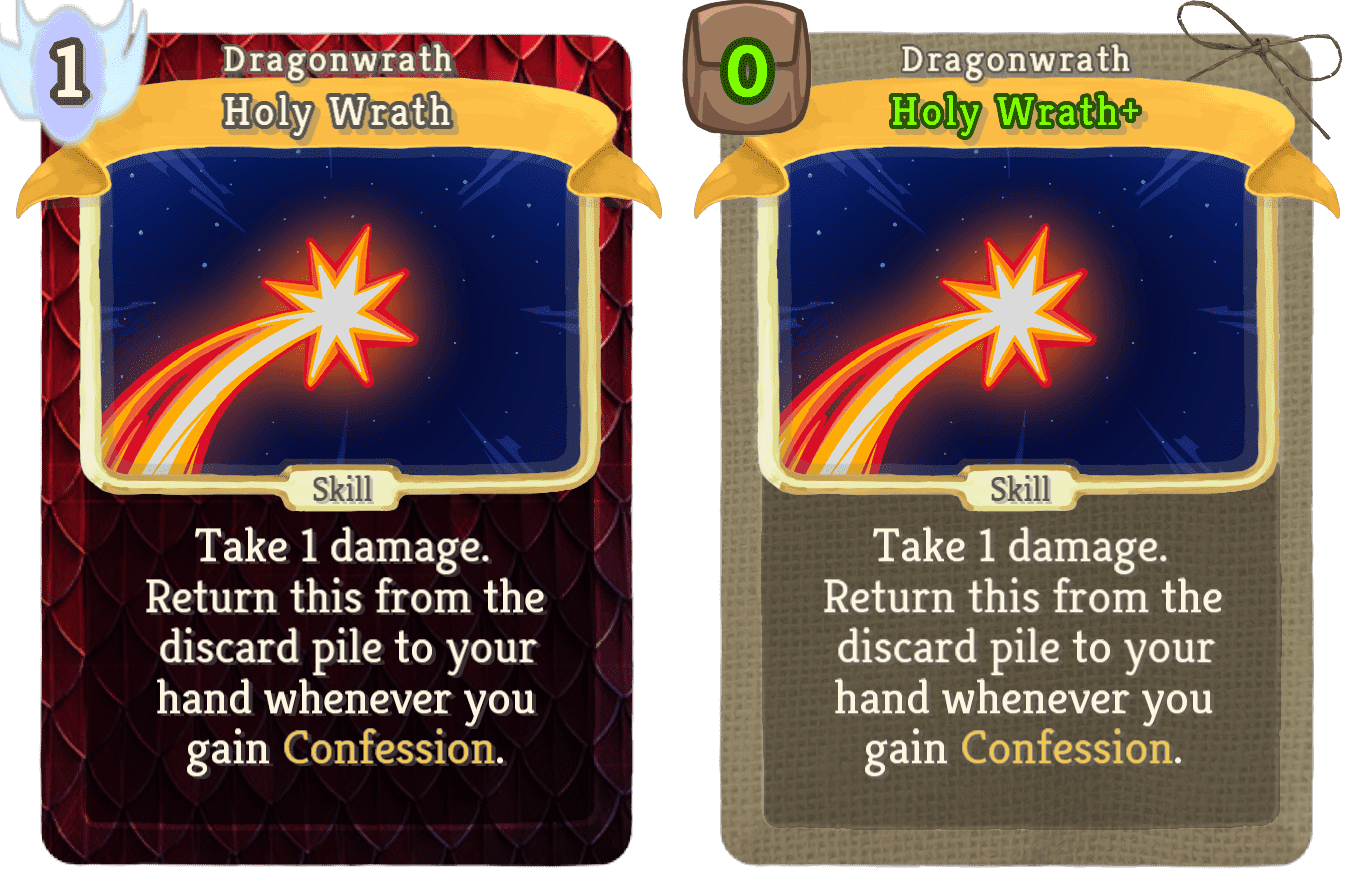 1
Dragonwrath
Holy Wrath
Skill
Take 1 damage.
Return this from the
discard pile to your
hand whenever you
gain Confession.
0
Dragonwrath
Holy Wrath+
Skill
Take 1 damage.
Return this from the
discard pile to your
hand whenever you
gain Confession.